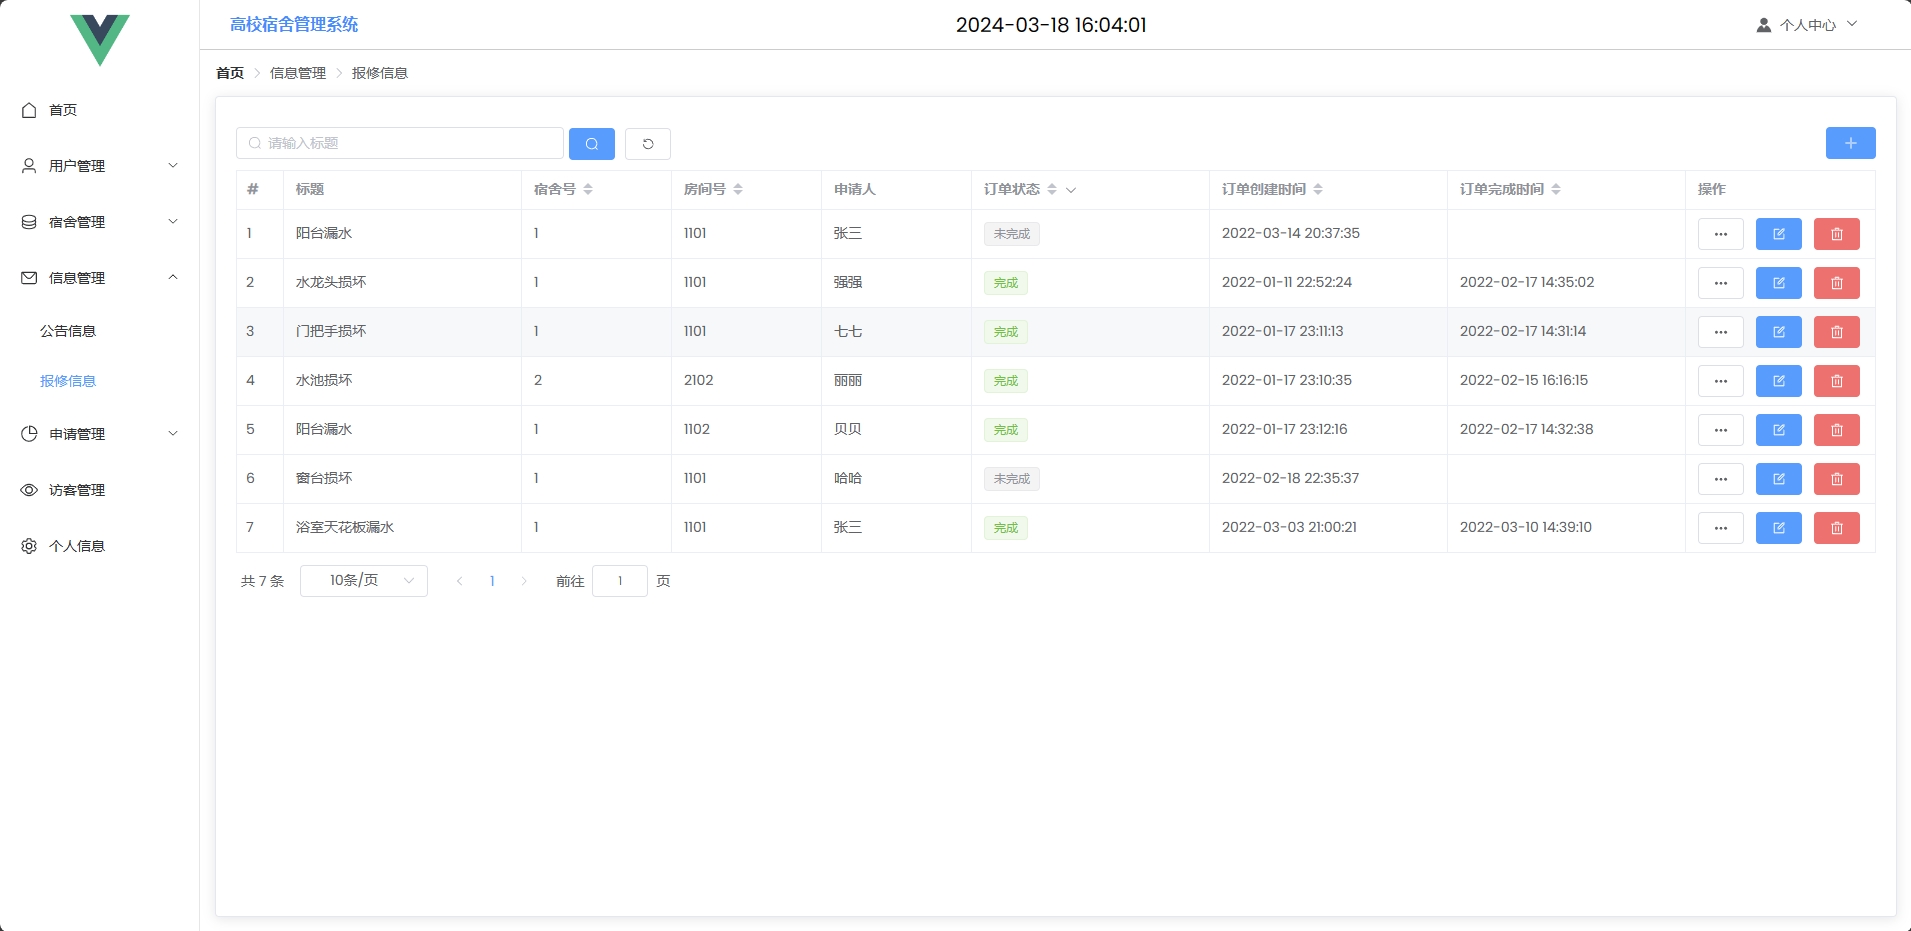 高校宿舍管理系统
2024-03-18 16:04:01
个人中心
首页
用户管理
宿舍管理
信息管理
公告信息
报修信息
申请管理
访客管理
个人信息
首页 > 信息管理 > 报修信息
请输入标题
# 标题 宿舍号 房间号 申请人 订单状态 订单创建时间 订单完成时间 操作
1 阳台漏水 1 1101 张三 未完成 2022-03-14 20:37:35
2 水龙头损坏 1 1101 强强 完成 2022-01-11 22:52:24 2022-02-17 14:35:02
3 门把手损坏 1 1101 七七 完成 2022-01-17 23:11:13 2022-02-17 14:31:14
4 水池损坏 2 2102 丽丽 完成 2022-01-17 23:10:35 2022-02-15 16:16:15
5 阳台漏水 1 1102 贝贝 完成 2022-01-17 23:12:16 2022-02-17 14:32:38
6 窗台损坏 1 1101 哈哈 未完成 2022-02-18 22:35:37
7 浴室天花板漏水 1 1101 张三 完成 2022-03-03 21:00:21 2022-03-10 14:39:10
共 7 条 10条/页 1 前往 1 页